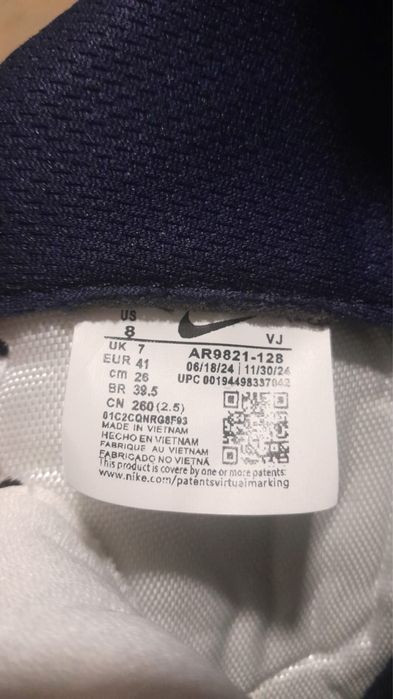 US
8
UK 7
EUR 41
cm 26
BR 39.5
CN 260 (2.5)
VJ
AR9821-128
06/18/24 | 11/30/24
UPC 00194498337042
01C2CQNRG8F93
MADE IN VIETNAM
HECHO EN VIETNAM
FABRIQUE AU VIETNAM
FABRICADO NO VIETNÃ
This product is covere by one or more patents:
www.nike.com/patentsvirtualmarking